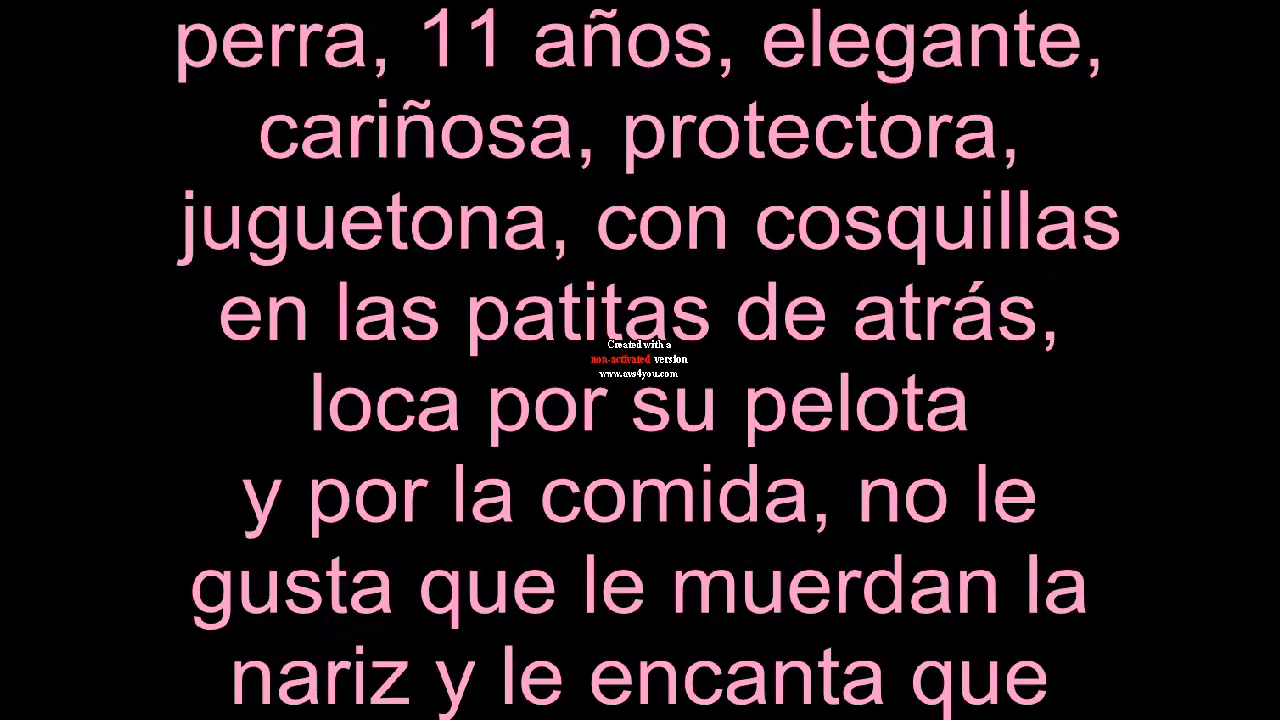 perra, 11 años, elegante,
cariñosa, protectora,
juguetona, con cosquillas
en las patitas de atrás,
Created with a
non-activated version
www.avs4you.com
loca por su pelota
y por la comida, no le
gusta que le muerdan la
nariz y le encanta que